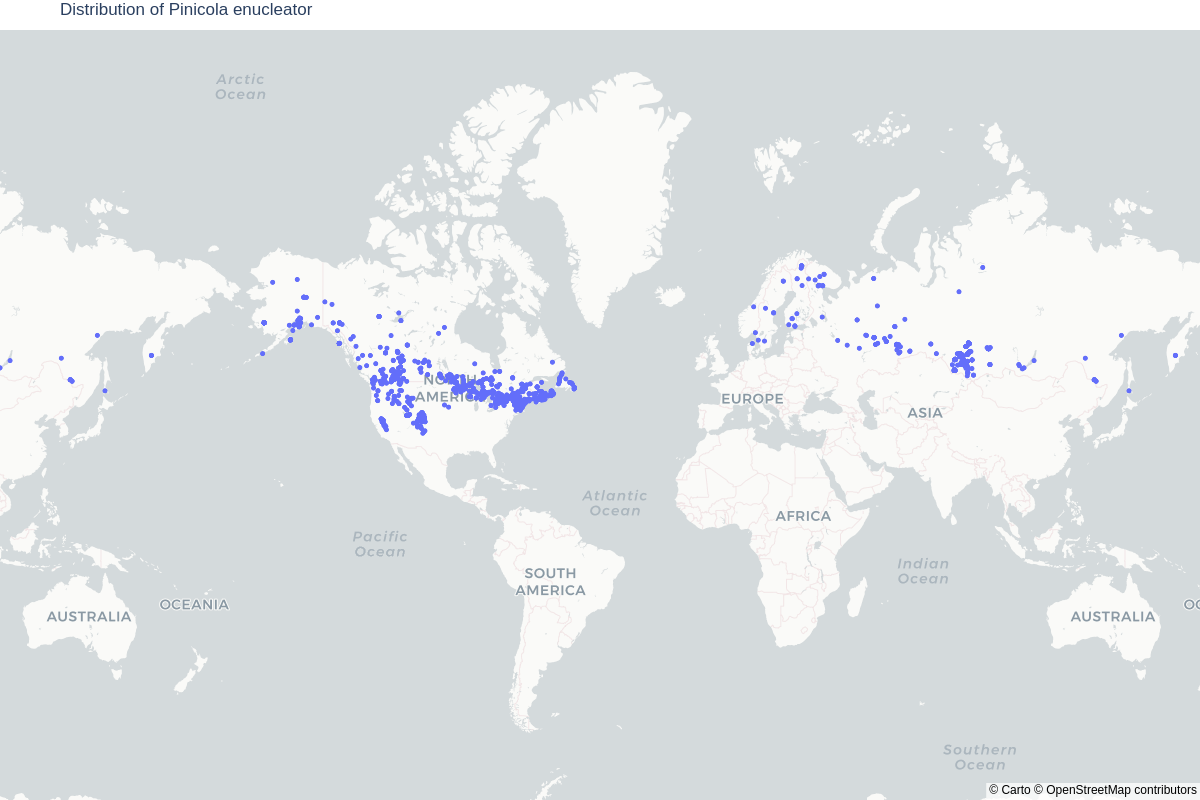 Distribution of Pinicola enucleator
Arctic
Ocean
NORTH
AMERICA
EUROPE
ASIA
Atlantic
Ocean
AFRICA
Pacific
Ocean
Indian
Ocean
SOUTH
AMERICA
OCEANIA
AUSTRALIA
AUSTRALIA
OC
Southern
Ocean
© Carto © OpenStreetMap contributors